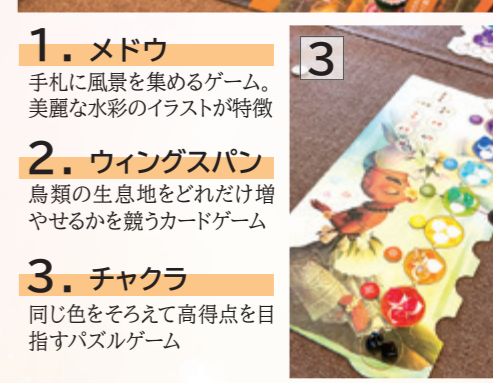 1. メドウ
手札に風景を集めるゲーム。
美麗な水彩のイラストが特徴
2. ウィングスパン
鳥類の生息地をどれだけ増
やせるかを競うカードゲーム
3. チャクラ
同じ色をそろえて高得点を目
指すパズルゲーム
3